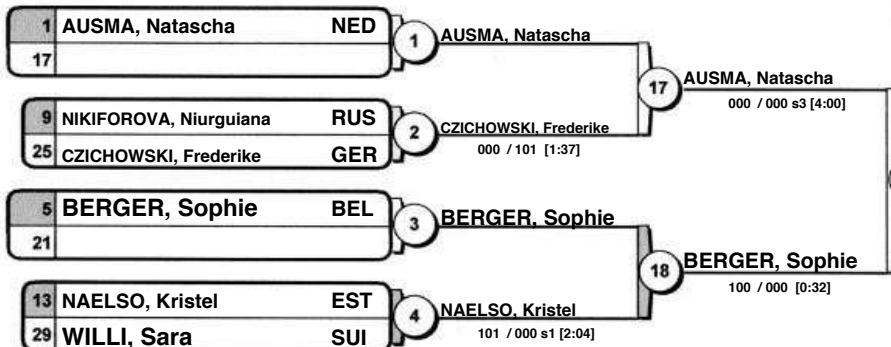 1 AUSMA, Natascha NED
17
1 AUSMA, Natascha
17 AUSMA, Natascha
000 / 000 s3 [4:00]
9 NIKIFOROVA, Niurguiana RUS
25 CZICHOWSKI, Frederike GER
2 CZICHOWSKI, Frederike
000 / 101 [1:37]
5 BERGER, Sophie BEL
21
3 BERGER, Sophie
18 BERGER, Sophie
100 / 000 [0:32]
13 NAELSO, Kristel EST
29 WILLI, Sara SUI
4 NAELSO, Kristel
101 / 000 s1 [2:04]